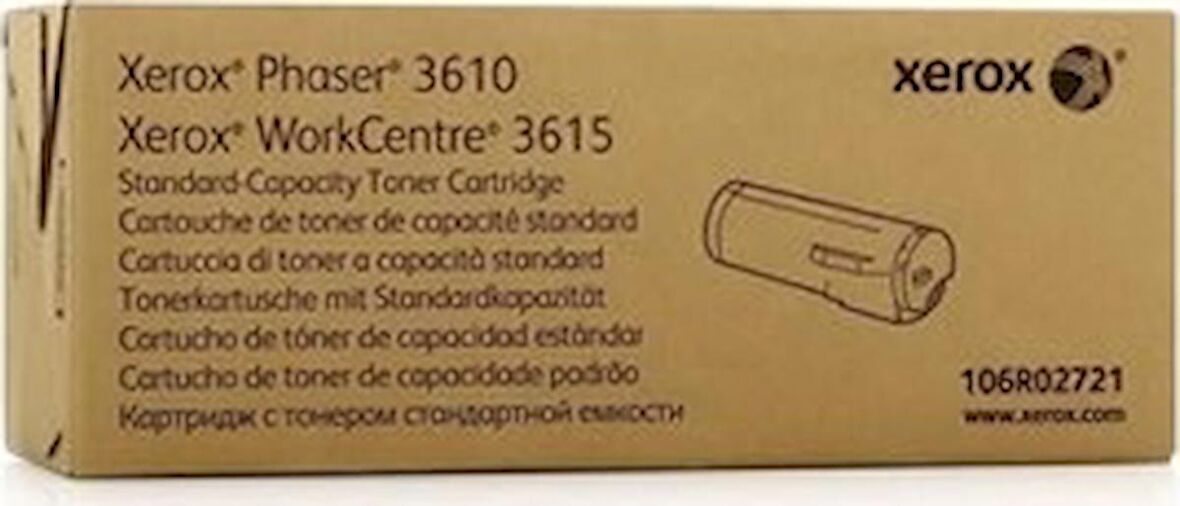 Xerox® Phaser® 3610
Xerox® WorkCentre® 3615
Standard-Capacity Toner Cartridge
Cartouche de toner de capacité standard
Cartuccia di toner a capacità standard
Tonerkartusche mit Standardkapazität
Cartucho de tóner de capacidad estándar
Cartucho de toner de capacidade padrão
Картридж с тонером стандартной емкости
xerox®
106R02721
www.xerox.com